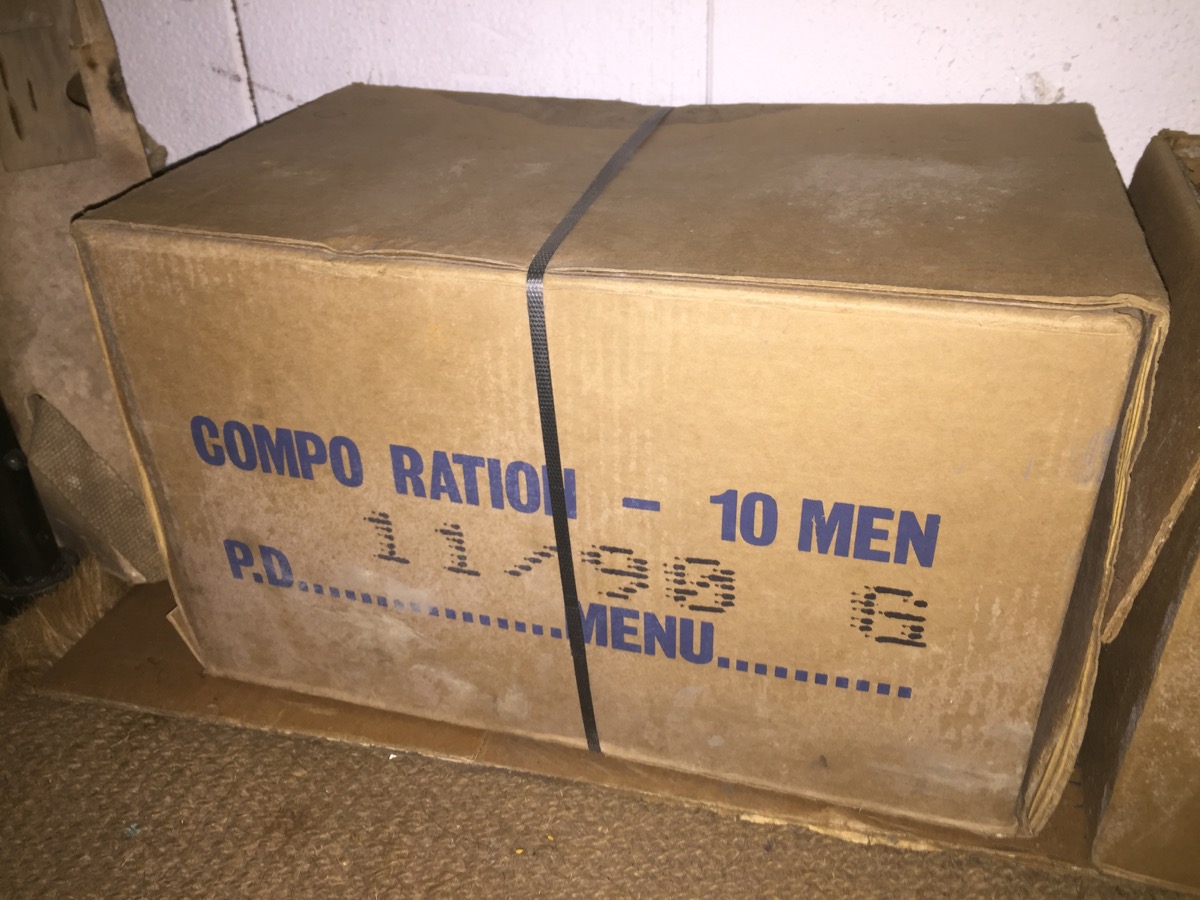 COMPO RATION - 10 MEN
P.D..................MENU............